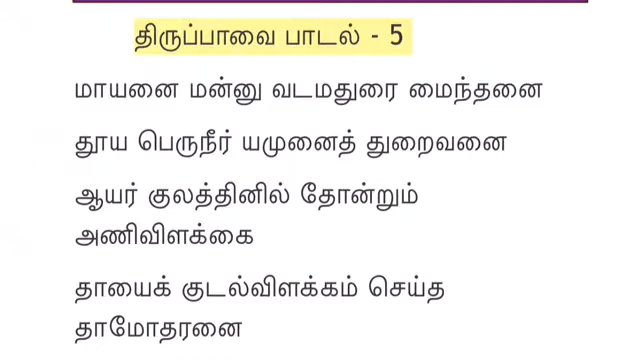 திருப்பாவை பாடல் - 5
மாயனை மன்னு வடமதுரை மைந்தனை
தூய பெருநீர் யமுனைத் துறைவனை
ஆயர் குலத்தினில் தோன்றும்
அணிவிளக்கை
தாயைக் குடல்விளக்கம் செய்த
தாமோதரனை